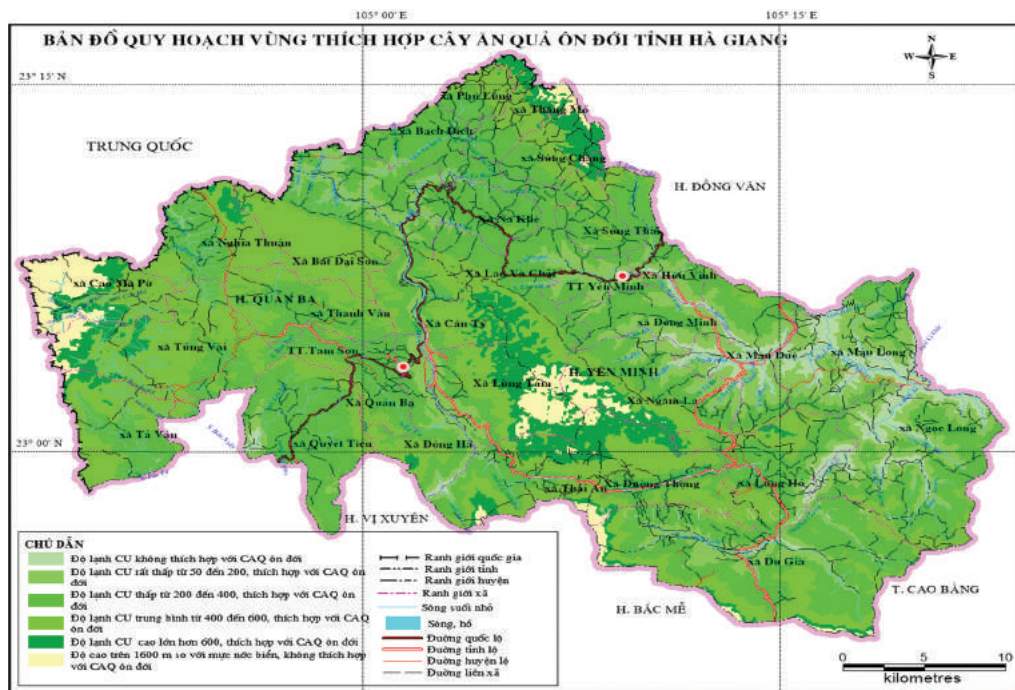 105° 00' E
105° 15' E
BẢN ĐỒ QUY HOẠCH VÙNG THÍCH HỢP CÂY ĂN QUẢ ÔN ĐỚI TỈNH HÀ GIANG
N
W E
S
23° 15' N
xã Phú Lũng
xã Thắng Mố
xã Bạch Đích
TRUNG QUỐC
xã Sủng Cháng
H. ĐỒNG VĂN
Xã Na Khê
Xã Sủng Thài
xã Nghĩa Thuận
Xã Bát Đại Sơn
Xã Lao Và Chải
Xã Hữu Vinh
TT Yên Minh
xã Cao Mã Pờ
H. QUẢN BẠ
xã Thanh Vân
Xã Cán Tỷ
xã Đông Minh
xã Tùng Vài
TT.Tam Sơn
Xã Mậu Duệ
xã Mậu Long
H. YÊN MINH
Xã Lùng Tám
Xã Quản Bạ
Xã Ngam La
xã Tả Ván
xã Ngọc Long
23° 00' N
xã Quyết Tiến
Xã Đông Hà
xã Thái An
Xã Đường Thượng
xã Lũng Hồ
H. VỊ XUYÊN
xã Du Già
T. CAO BẰNG
H. BẮC MÊ
CHÚ DẪN
Độ lạnh CU không thích hợp với CAQ ôn đới
Độ lạnh CU rất thấp từ 50 đến 200, thích hợp với CAQ ôn
đới
Độ lạnh CU thấp từ 200 đến 400, thích hợp với CAQ ôn
đới
Độ lạnh CU trung bình từ 400 đến 600, thích hợp với CAQ
ôn đới
Độ lạnh CU cao lớn hơn 600, thích hợp với CAQ ôn đới
Độ cao trên 1600 m so với mực nớc biển, không thích hợp
với CAQ ôn đới
Ranh giới quốc gia
Ranh giới tỉnh
Ranh giới huyện
Ranh giới xã
Sông suối nhỏ
Sông, hồ
Đường quốc lộ
Đường tỉnh lộ
Đường huyện lộ
Đường liên xã
0 5 10
kilometres